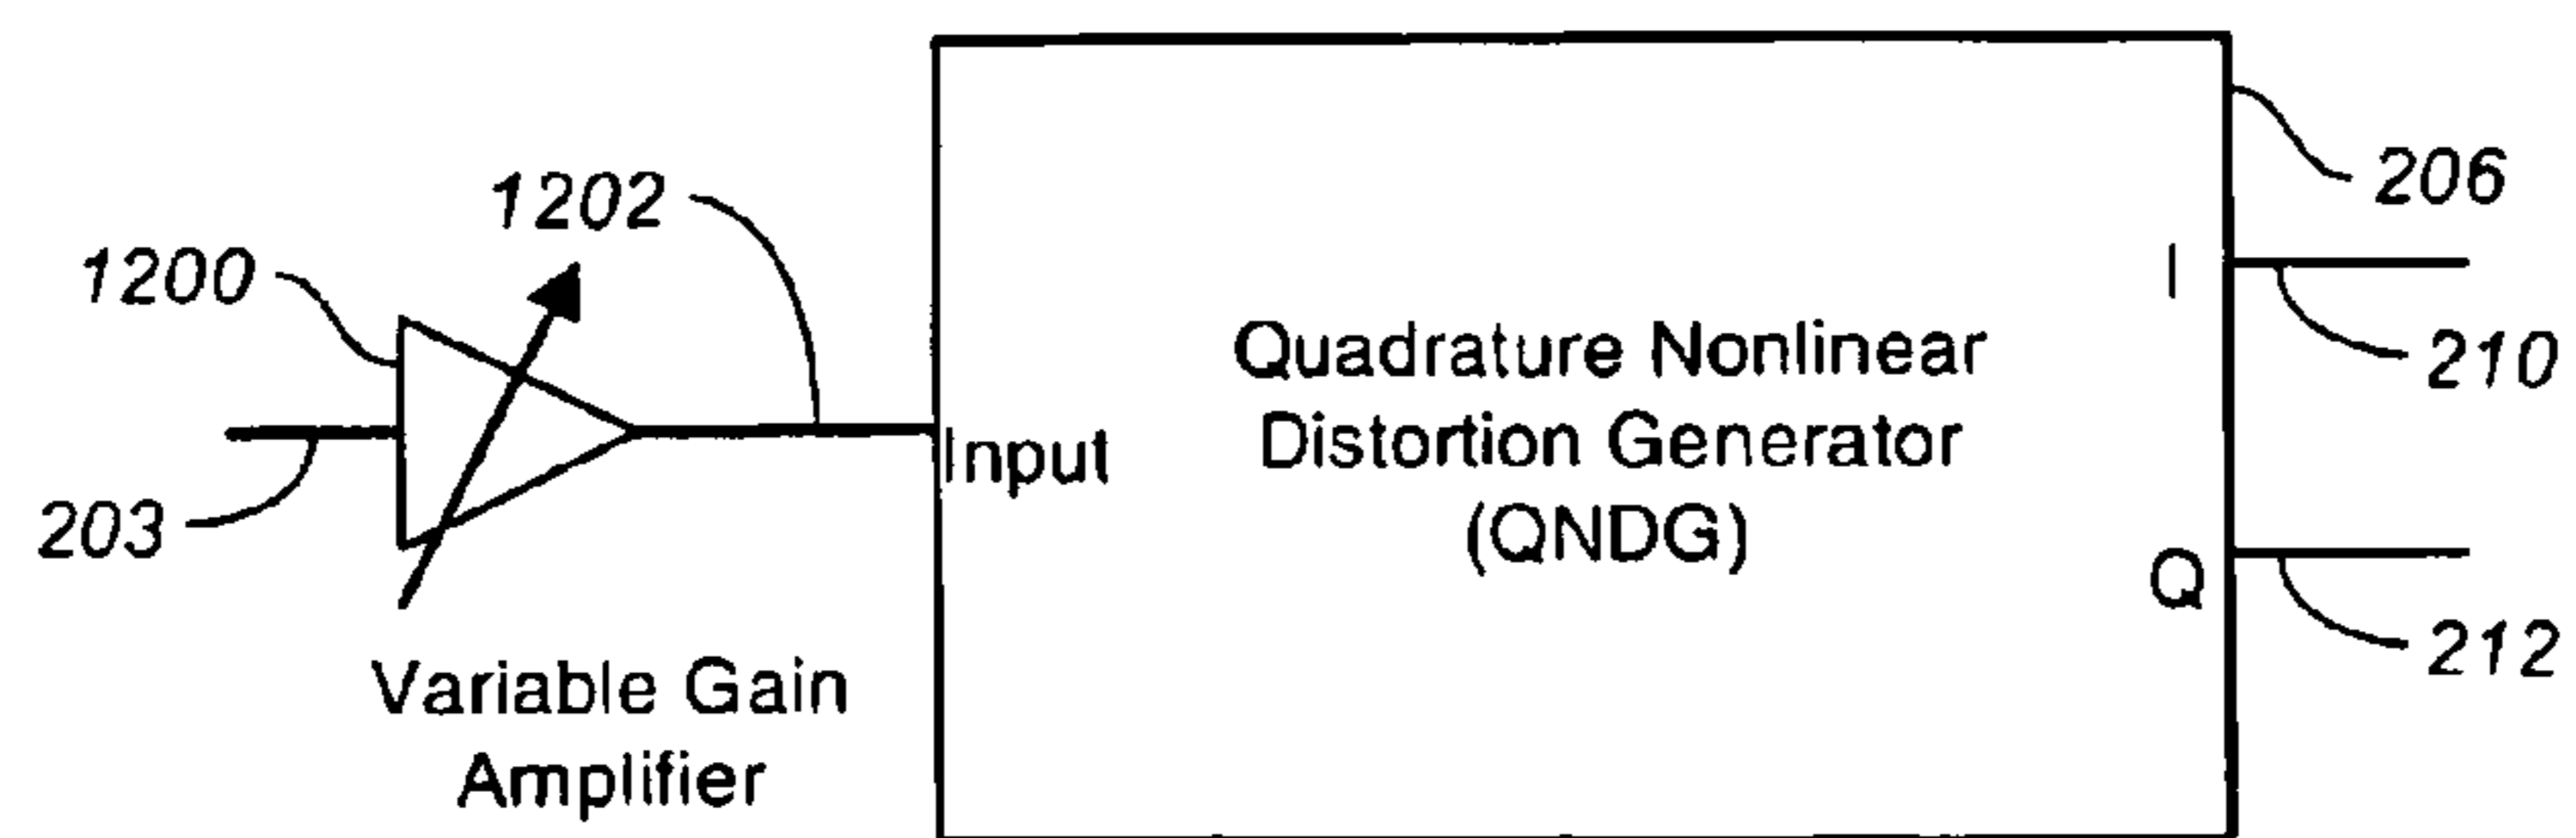 1202
206
1200
I
Quadrature Nonlinear
210
Distortion Generator
Input
(QNDG)
203
Q
212
Variable Gain
Amplifier